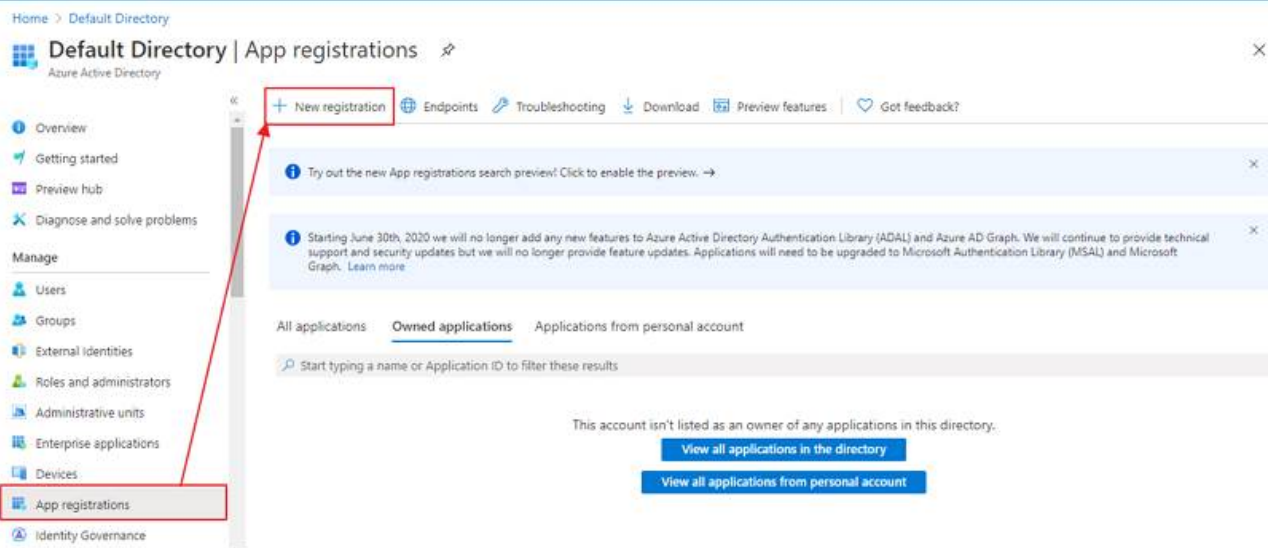 Home > Default Directory
Default Directory | App registrations
Azure Active Directory
Overview
Getting started
Preview hub
Diagnose and solve problems
Manage
Users
Groups
External Identities
Roles and administrators
Administrative units
Enterprise applications
Devices
App registrations
Identity Governance
New registration Endpoints Troubleshooting Download Preview features Got feedback?
Try out the new App registrations search preview! Click to enable the preview. →
Starting June 30th, 2020 we will no longer add any new features to Azure Active Directory Authentication Library (ADAL) and Azure AD Graph. We will continue to provide technical
support and security updates but we will no longer provide feature updates. Applications will need to be upgraded to Microsoft Authentication Library (MSAL) and Microsoft
Graph. Learn more
All applications Owned applications Applications from personal account
Start typing a name or Application ID to filter these results
This account isn't listed as an owner of any applications in this directory.
View all applications in the directory
View all applications from personal account